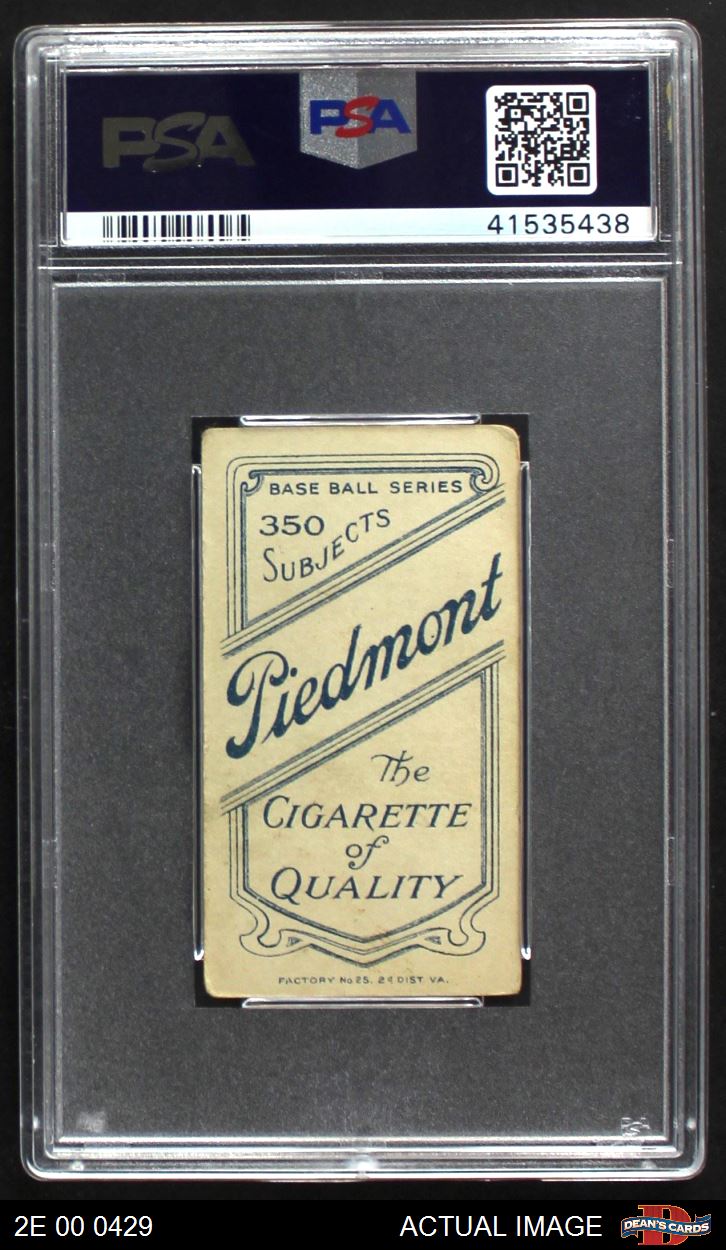 PSA
PSA
41535438
BASE BALL SERIES
350
SUBJECTS
Piedmont
The
CIGARETTE
of
QUALITY
FACTORY No 25. 2d DIST VA.
PSA
2E 00 0429
ACTUAL IMAGE
DEAN'S CARDS